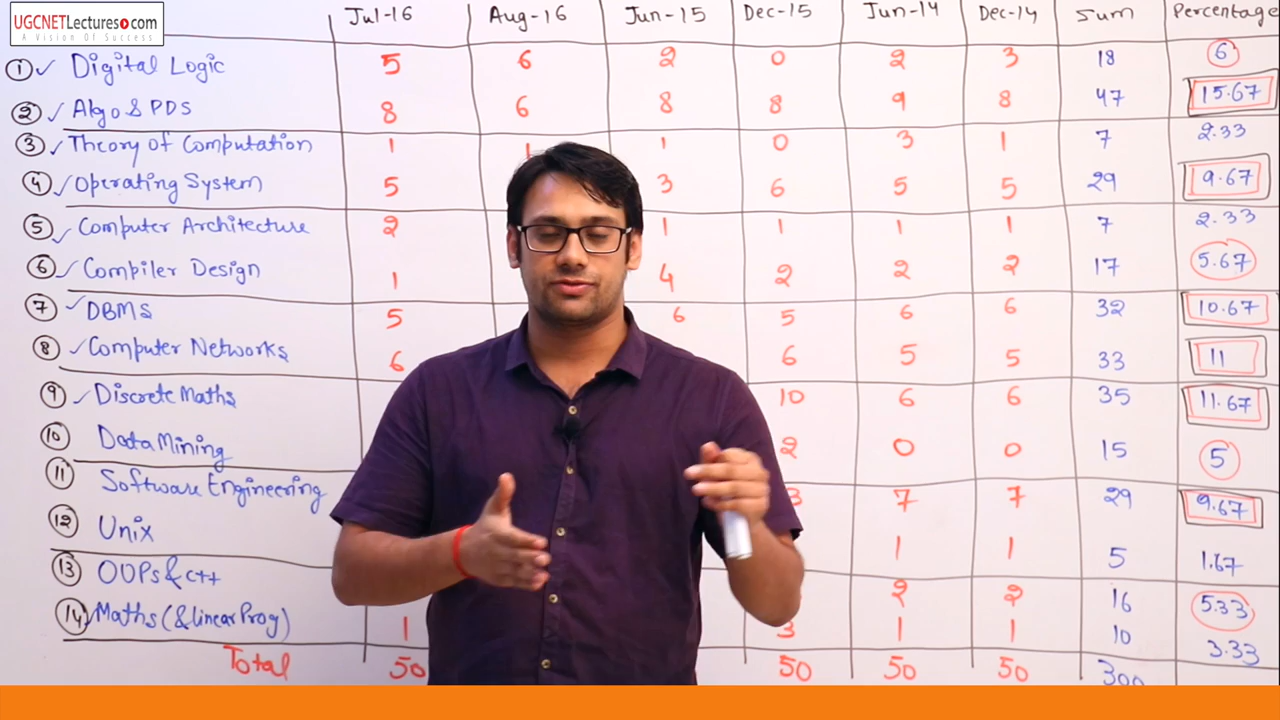 UGCNETLectures.com
A Vision Of Success
Jul-16 Aug-16 Jun-15 Dec-15 Jun-14 Dec-14 Sum Percentage
1 ✓ Digital Logic 5 6 2 0 2 3 18 6
2 ✓ Algo & PDS 8 6 8 8 9 8 47 15.67
3 ✓ Theory of Computation 1 1 1 0 3 1 7 2.33
4 ✓ Operating System 5 3 6 5 5 29 9.67
5 ✓ Computer Architecture 2 1 1 1 1 7 2.33
6 ✓ Compiler Design 1 4 2 2 2 17 5.67
7 ✓ DBMS 5 6 5 6 6 32 10.67
8 ✓ Computer Networks 6 6 5 5 33 11
9 ✓ Discrete Maths 10 6 6 35 11.67
10 Data Mining 2 0 0 15 5
11 Software Engineering 3 7 7 29 9.67
12 Unix 1 1 5 1.67
13 OOPs & C++ 2 2 16 5.33
14 ✓ Maths (& linear Prog) 1 3 1 1 10 3.33
Total 50 50 50 50 300